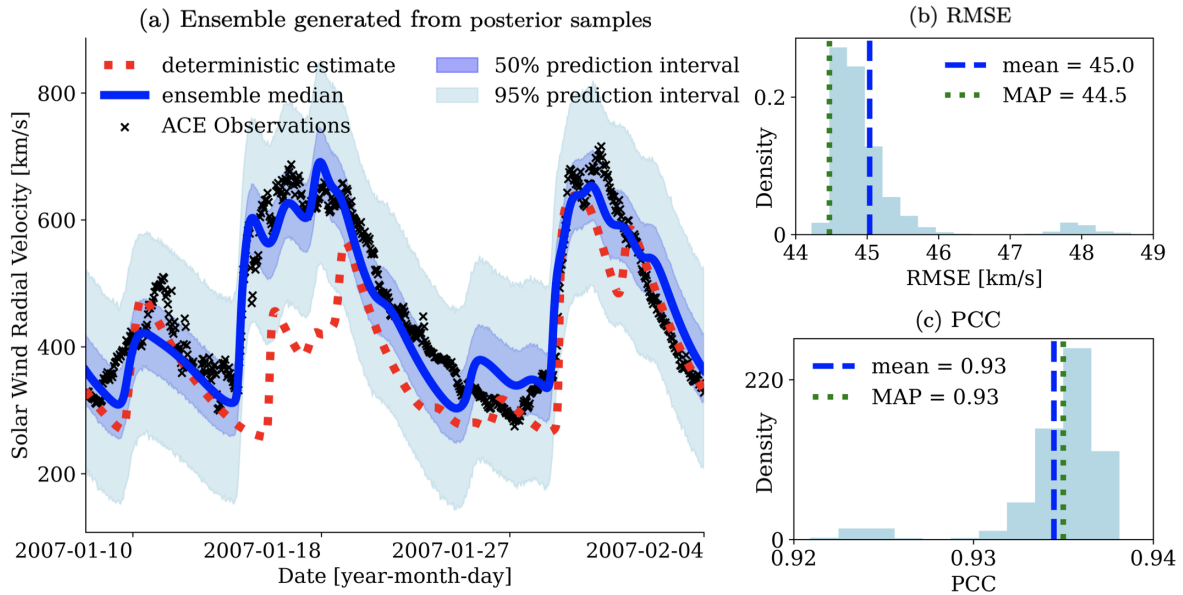 (a) Ensemble generated from posterior samples
deterministic estimate
ensemble median
ACE Observations
50% prediction interval
95% prediction interval
Solar Wind Radial Velocity [km/s]
800
600
400
200
2007-01-10 2007-01-18 2007-01-27 2007-02-04
Date [year-month-day]
(b) RMSE
mean = 45.0
MAP = 44.5
Density
0.2
0
44 45 46 47 48 49
RMSE [km/s]
(c) PCC
mean = 0.93
MAP = 0.93
Density
220
0
0.92 0.93 0.94
PCC